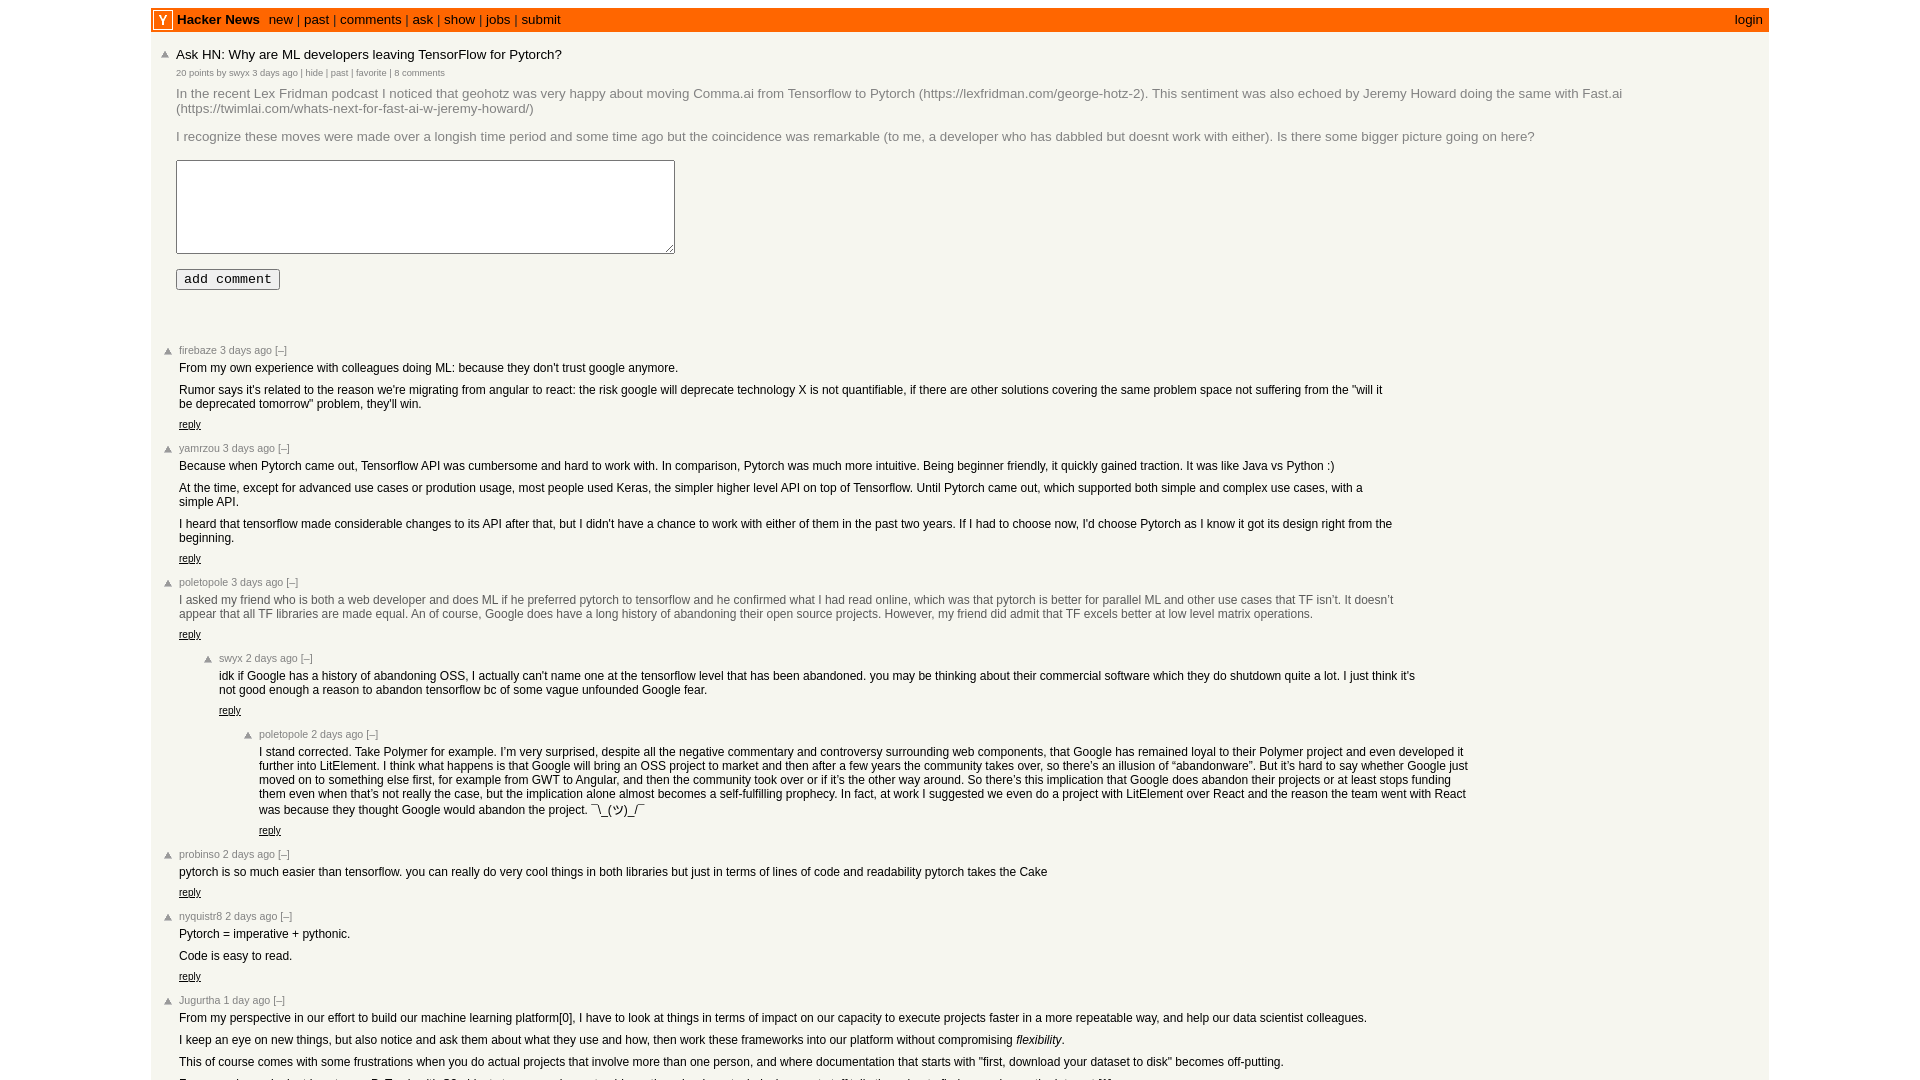 Y Hacker News new | past | comments | ask | show | jobs | submit login
Ask HN: Why are ML developers leaving TensorFlow for Pytorch?
20 points by swyx 3 days ago | hide | past | favorite | 8 comments
In the recent Lex Fridman podcast I noticed that geohotz was very happy about moving Comma.ai from Tensorflow to Pytorch (https://lexfridman.com/george-hotz-2). This sentiment was also echoed by Jeremy Howard doing the same with Fast.ai
(https://twimlai.com/whats-next-for-fast-ai-w-jeremy-howard/)
I recognize these moves were made over a longish time period and some time ago but the coincidence was remarkable (to me, a developer who has dabbled but doesnt work with either). Is there some bigger picture going on here?
add comment
firebaze 3 days ago [–]
From my own experience with colleagues doing ML: because they don't trust google anymore.
Rumor says it's related to the reason we're migrating from angular to react: the risk google will deprecate technology X is not quantifiable, if there are other solutions covering the same problem space not suffering from the "will it
be deprecated tomorrow" problem, they'll win.
reply
yamrzou 3 days ago [–]
Because when Pytorch came out, Tensorflow API was cumbersome and hard to work with. In comparison, Pytorch was much more intuitive. Being beginner friendly, it quickly gained traction. It was like Java vs Python :)
At the time, except for advanced use cases or prodution usage, most people used Keras, the simpler higher level API on top of Tensorflow. Until Pytorch came out, which supported both simple and complex use cases, with a
simple API.
I heard that tensorflow made considerable changes to its API after that, but I didn't have a chance to work with either of them in the past two years. If I had to choose now, I'd choose Pytorch as I know it got its design right from the
beginning.
reply
poletopole 3 days ago [–]
I asked my friend who is both a web developer and does ML if he preferred pytorch to tensorflow and he confirmed what I had read online, which was that pytorch is better for parallel ML and other use cases that TF isn’t. It doesn’t
appear that all TF libraries are made equal. An of course, Google does have a long history of abandoning their open source projects. However, my friend did admit that TF excels better at low level matrix operations.
reply
swyx 2 days ago [–]
idk if Google has a history of abandoning OSS, I actually can't name one at the tensorflow level that has been abandoned. you may be thinking about their commercial software which they do shutdown quite a lot. I just think it's
not good enough a reason to abandon tensorflow bc of some vague unfounded Google fear.
reply
poletopole 2 days ago [–]
I stand corrected. Take Polymer for example. I’m very surprised, despite all the negative commentary and controversy surrounding web components, that Google has remained loyal to their Polymer project and even developed it
further into LitElement. I think what happens is that Google will bring an OSS project to market and then after a few years the community takes over, so there’s an illusion of “abandonware”. But it’s hard to say whether Google just
moved on to something else first, for example from GWT to Angular, and then the community took over or if it’s the other way around. So there’s this implication that Google does abandon their projects or at least stops funding
them even when that’s not really the case, but the implication alone almost becomes a self-fulfilling prophecy. In fact, at work I suggested we even do a project with LitElement over React and the reason the team went with React
was because they thought Google would abandon the project. ¯\_(ツ)_/¯
reply
probinso 2 days ago [–]
pytorch is so much easier than tensorflow. you can really do very cool things in both libraries but just in terms of lines of code and readability pytorch takes the Cake
reply
nyquistr8 2 days ago [–]
Pytorch = imperative + pythonic.
Code is easy to read.
reply
Jugurtha 1 day ago [–]
From my perspective in our effort to build our machine learning platform[0], I have to look at things in terms of impact on our capacity to execute projects faster in a more repeatable way, and help our data scientist colleagues.
I keep an eye on new things, but also notice and ask them about what they use and how, then work these frameworks into our platform without compromising flexibility.
This of course comes with some frustrations when you do actual projects that involve more than one person, and where documentation that starts with "first, download your dataset to disk" becomes off-putting.